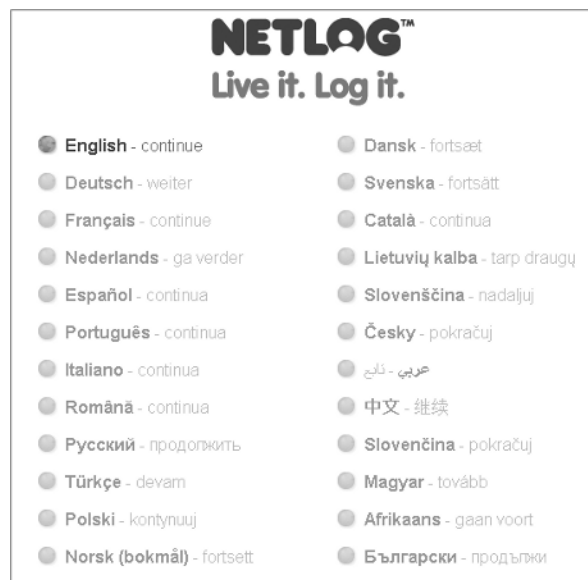 NETLOG™
Live it. Log it.
English - continue
Deutsch - weiter
Français - continue
Nederlands - ga verder
Español - continua
Português - continua
Italiano - continua
Română - continua
Русский - продолжить
Türkçe - devam
Polski - kontynuuj
Norsk (bokmål) - fortsett
Dansk - fortsæt
Svenska - fortsätt
Català - continua
Lietuvių kalba - tarp draugų
Slovenščina - nadaljuj
Česky - pokračuj
عربي - تابع
中文 - 继续
Slovenčina - pokračuj
Magyar - tovább
Afrikaans - gaan voort
Български - продължи